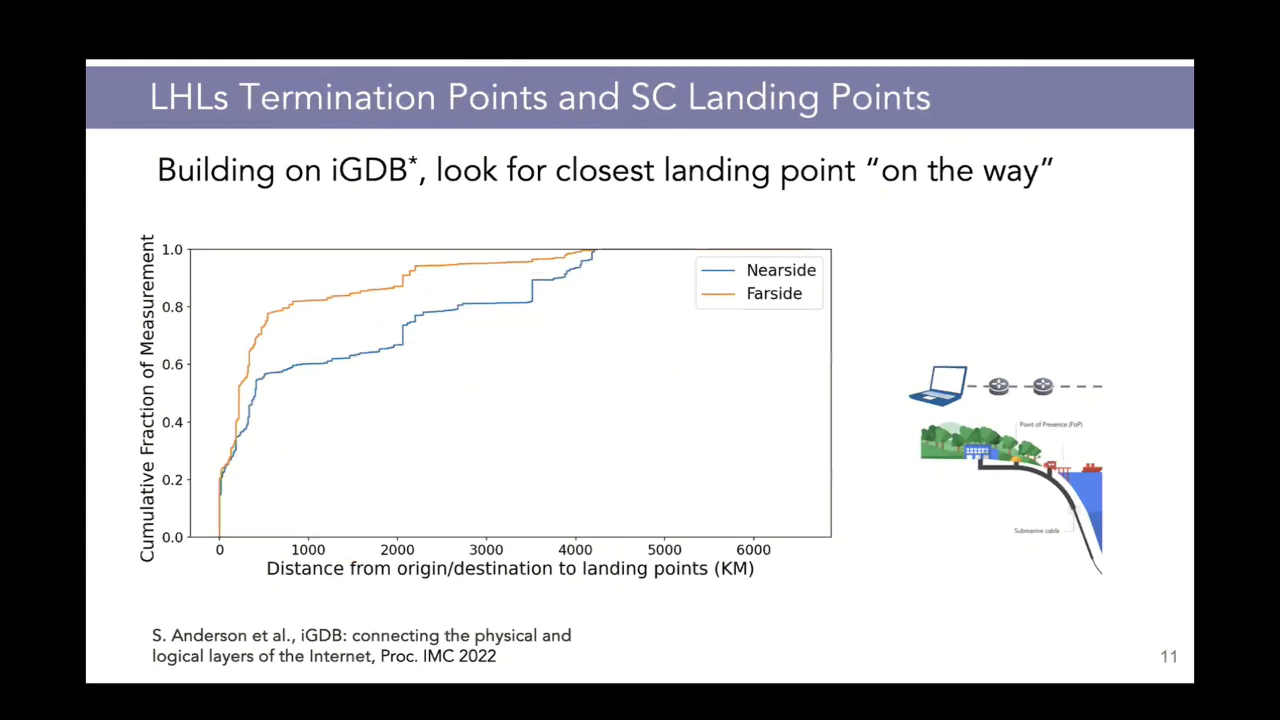 LHLs Termination Points and SC Landing Points
Building on iGDB*, look for closest landing point “on the way”
Cumulative Fraction of Measurement
1.0
0.8
0.6
0.4
0.2
0.0
Nearside
Farside
0 1000 2000 3000 4000 5000 6000
Distance from origin/destination to landing points (KM)
Point of Presence (PoP)
Submarine cable
S. Anderson et al., iGDB: connecting the physical and
logical layers of the Internet, Proc. IMC 2022
11